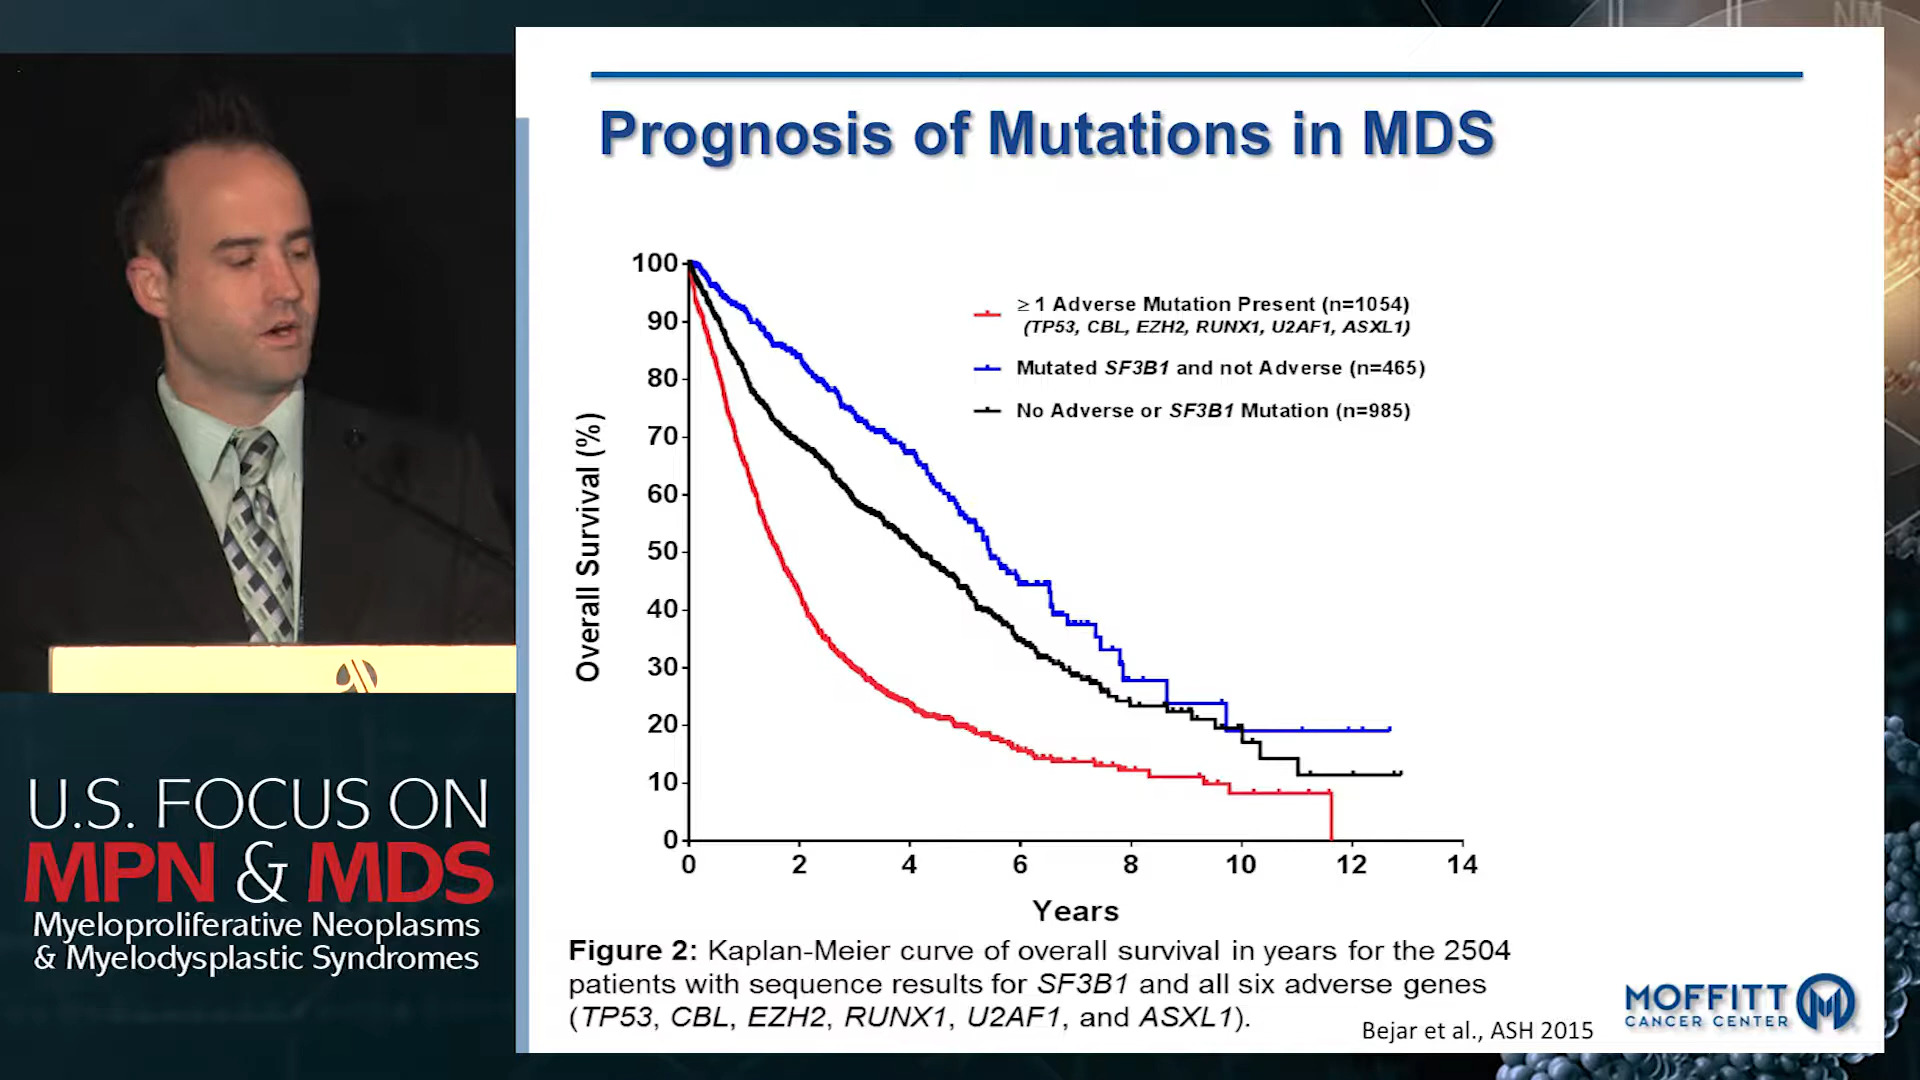 NM
Prognosis of Mutations in MDS
100
90
80
70
60
50
40
30
20
10
0
Overall Survival (%)
≥ 1 Adverse Mutation Present (n=1054)
(TP53, CBL, EZH2, RUNX1, U2AF1, ASXL1)
Mutated SF3B1 and not Adverse (n=465)
No Adverse or SF3B1 Mutation (n=985)
0 2 4 6 8 10 12 14
Years
Figure 2: Kaplan-Meier curve of overall survival in years for the 2504
patients with sequence results for SF3B1 and all six adverse genes
(TP53, CBL, EZH2, RUNX1, U2AF1, and ASXL1).
Bejar et al., ASH 2015
MOFFITT
CANCER CENTER
U.S. FOCUS ON
MPN & MDS
Myeloproliferative Neoplasms
& Myelodysplastic Syndromes